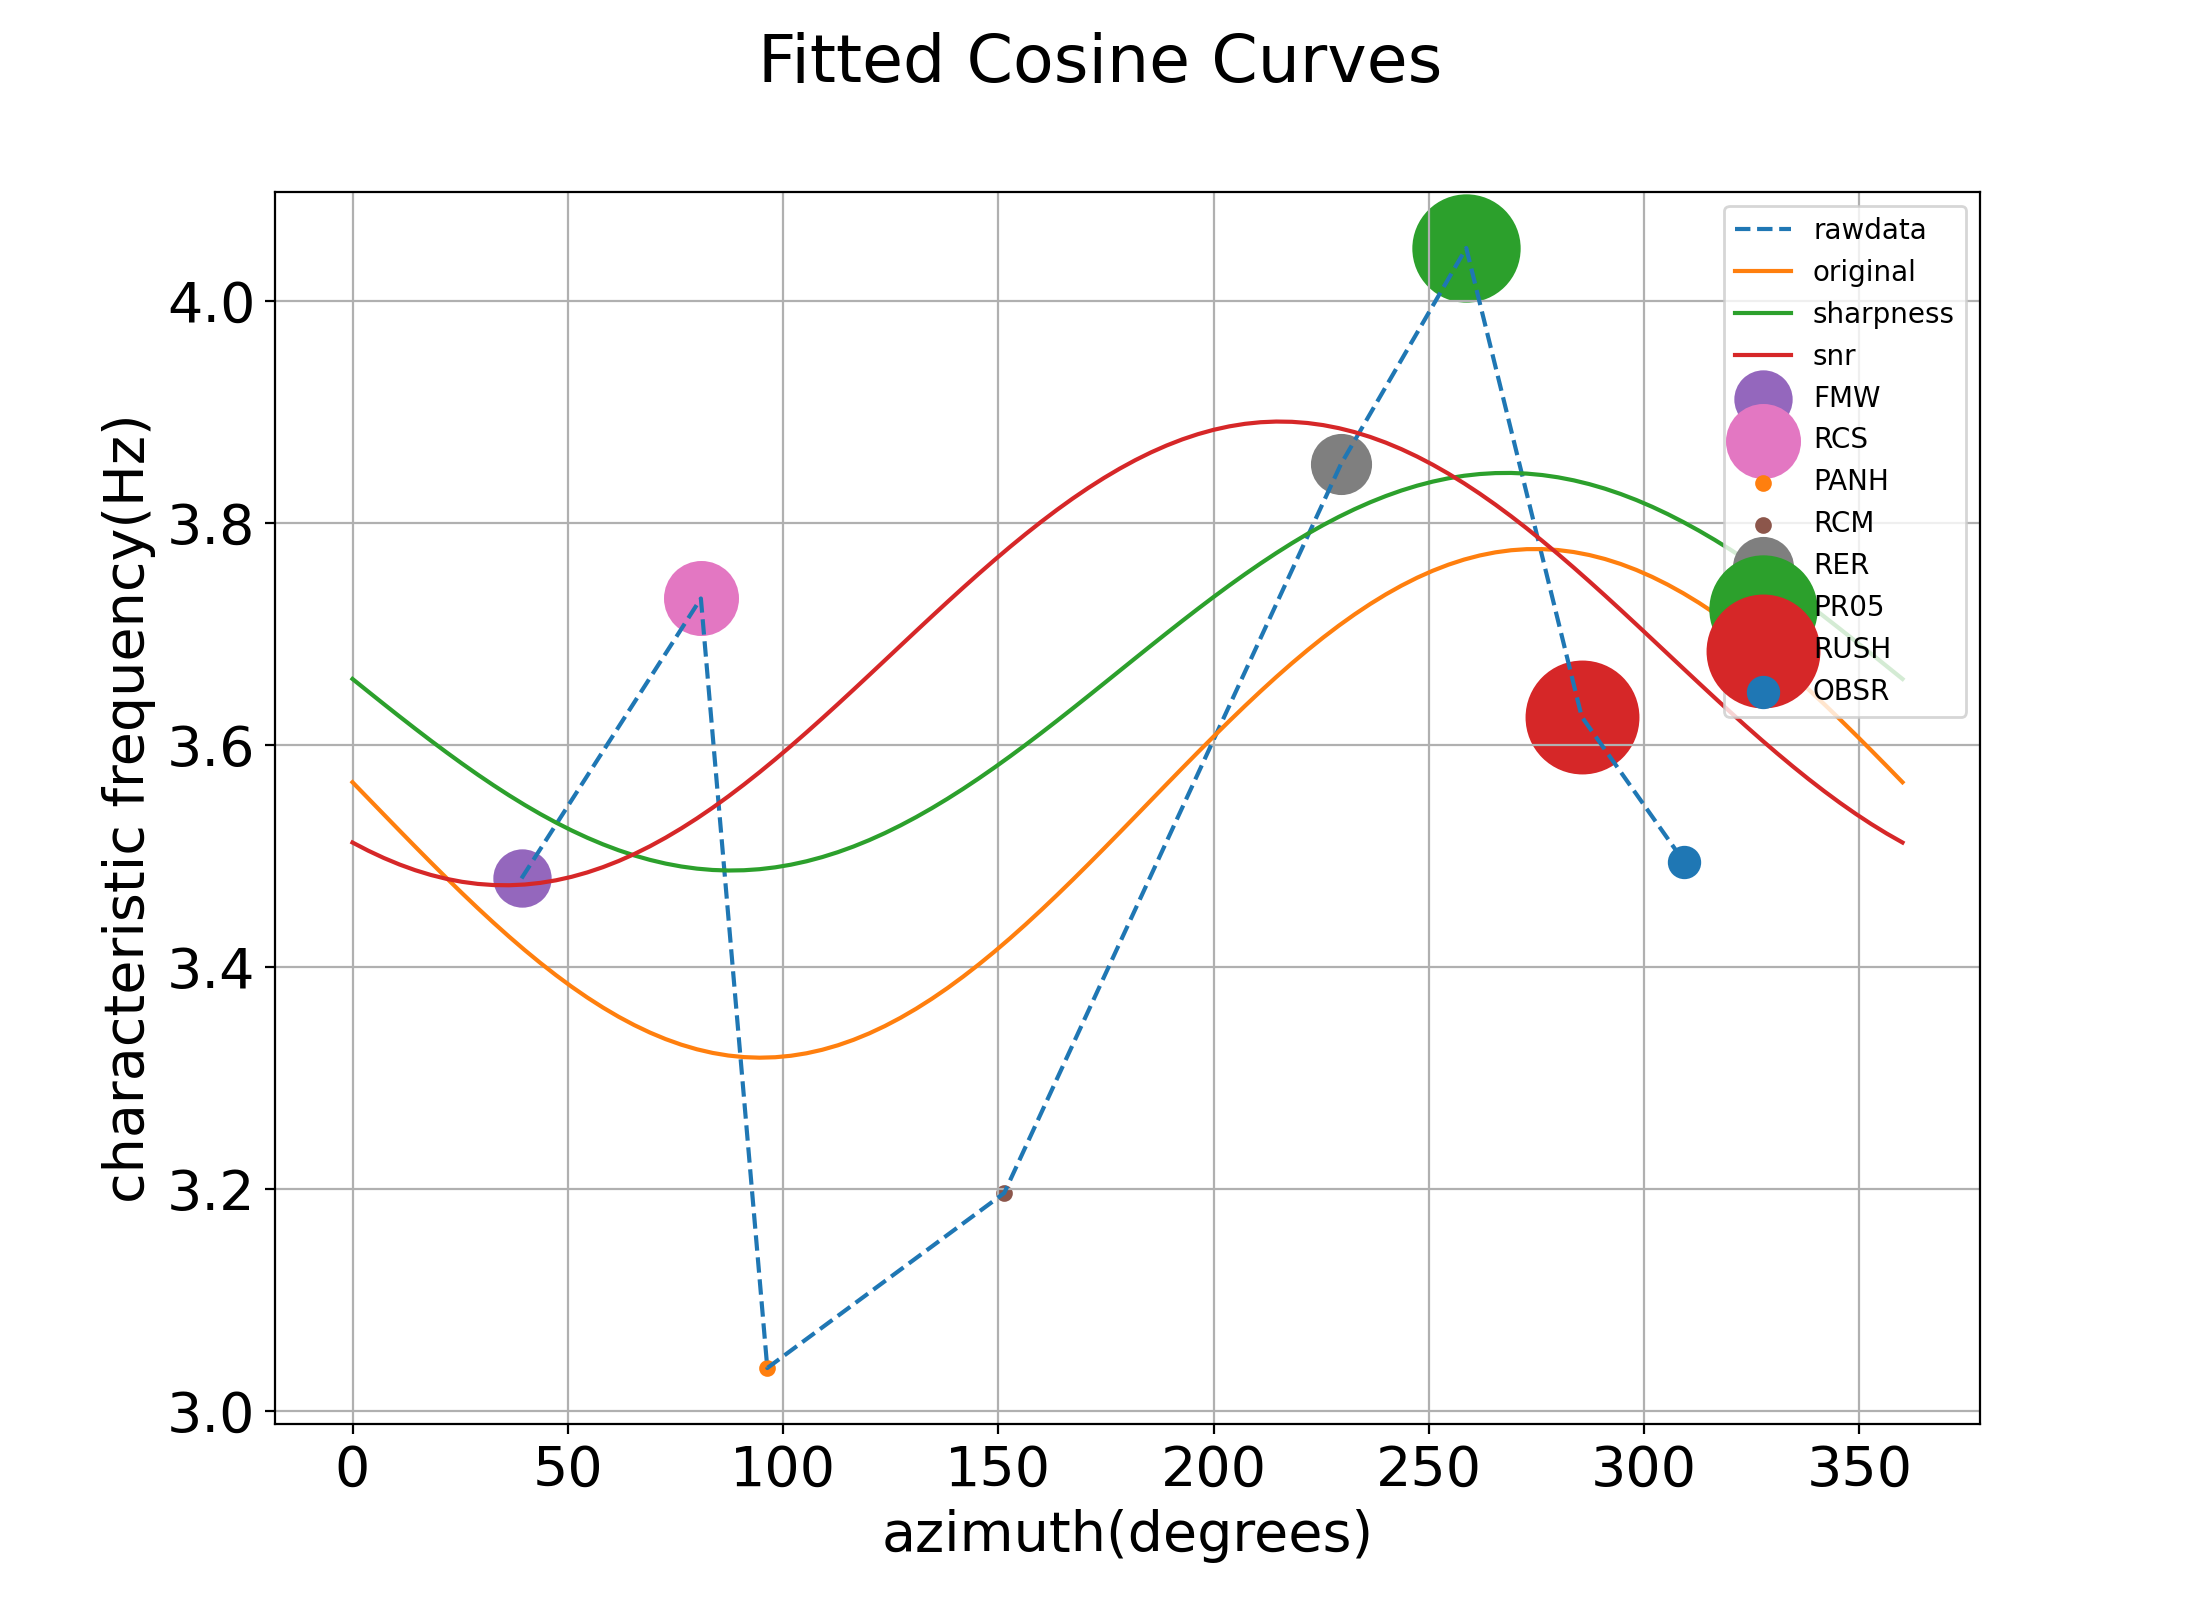 Fitted Cosine Curves
characteristic frequency(Hz)
4.0
3.8
3.6
3.4
3.2
3.0
rawdata
original
sharpness
snr
FMW
RCS
PANH
RCM
RER
PR05
RUSH
OBSR
0 50 100 150 200 250 300 350
azimuth(degrees)